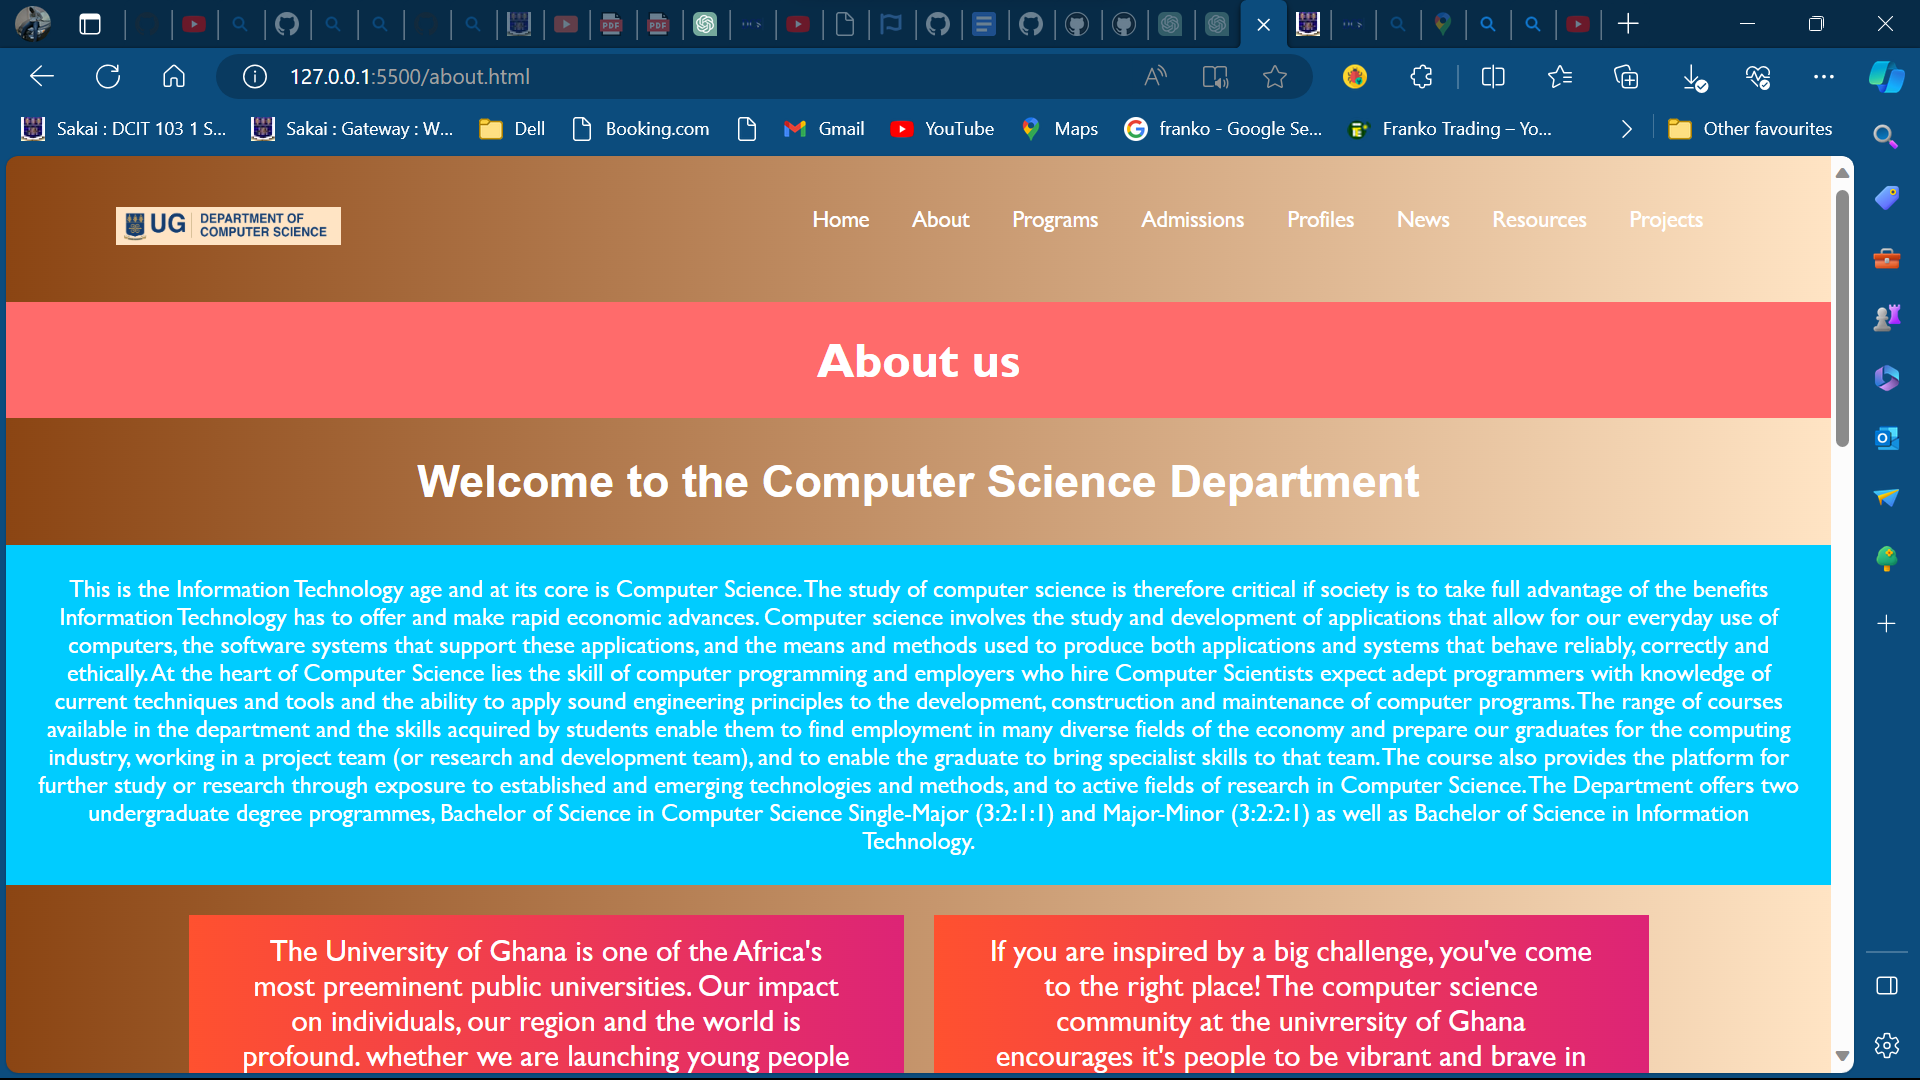 127.0.0.1:5500/about.html
Sakai : DCIT 103 1 S...
Sakai : Gateway : W...
Dell
Booking.com
Gmail
YouTube
Maps
franko - Google Se...
Franko Trading – Yo...
Other favourites
UG DEPARTMENT OF
COMPUTER SCIENCE
Home About Programs Admissions Profiles News Resources Projects
About us
Welcome to the Computer Science Department
This is the Information Technology age and at its core is Computer Science. The study of computer science is therefore critical if society is to take full advantage of the benefits
Information Technology has to offer and make rapid economic advances. Computer science involves the study and development of applications that allow for our everyday use of
computers, the software systems that support these applications, and the means and methods used to produce both applications and systems that behave reliably, correctly and
ethically. At the heart of Computer Science lies the skill of computer programming and employers who hire Computer Scientists expect adept programmers with knowledge of
current techniques and tools and the ability to apply sound engineering principles to the development, construction and maintenance of computer programs. The range of courses
available in the department and the skills acquired by students enable them to find employment in many diverse fields of the economy and prepare our graduates for the computing
industry, working in a project team (or research and development team), and to enable the graduate to bring specialist skills to that team. The course also provides the platform for
further study or research through exposure to established and emerging technologies and methods, and to active fields of research in Computer Science. The Department offers two
undergraduate degree programmes, Bachelor of Science in Computer Science Single-Major (3:2:1:1) and Major-Minor (3:2:2:1) as well as Bachelor of Science in Information
Technology.
The University of Ghana is one of the Africa's
most preeminent public universities. Our impact
on individuals, our region and the world is
profound. whether we are launching young people
If you are inspired by a big challenge, you've come
to the right place! The computer science
community at the univrersity of Ghana
encourages it's people to be vibrant and brave in